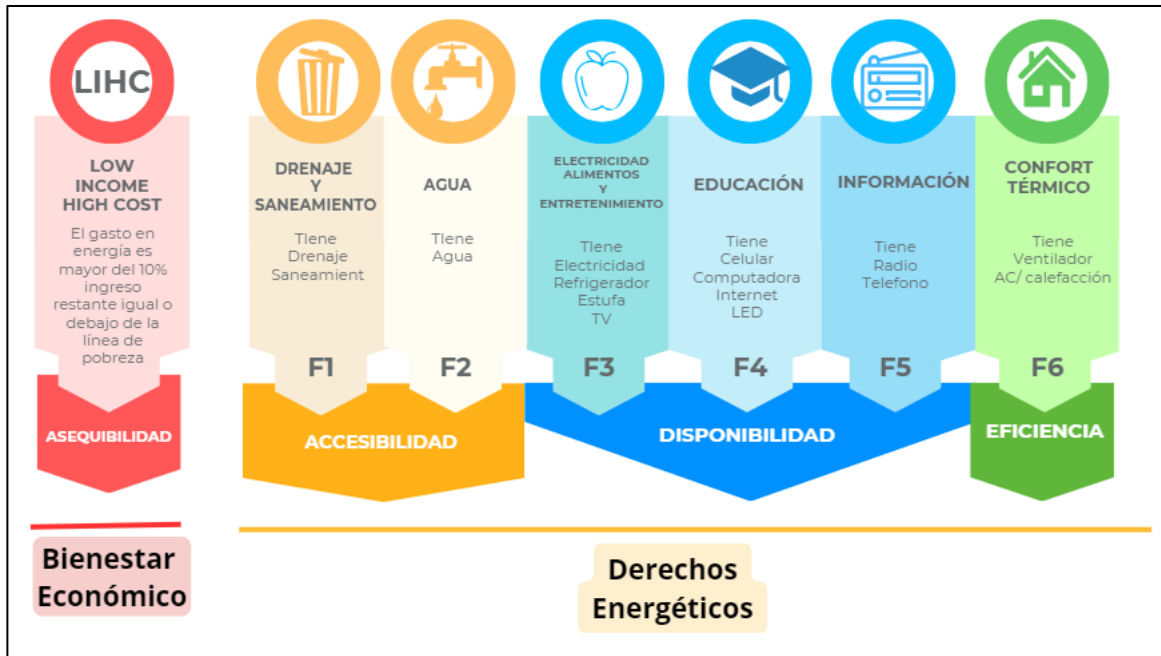 LIHC
LOW
INCOME
HIGH COST
El gasto en
energía es
mayor del 10%
ingreso
restante igual o
debajo de la
línea de
pobreza
ASEQUIBILIDAD
Bienestar
Económico
DRENAJE
Y
SANEAMIENTO
TIene
Drenaje
Saneamient
F1
AGUA
TIene
Agua
F2
ACCESIBILIDAD
ELECTRICIDAD
ALIMENTOS
Y
ENTRETENIMIENTO
TIene
Electricidad
Refrigerador
Estufa
TV
F3
EDUCACIÓN
Tiene
Celular
Computadora
Internet
LED
F4
INFORMACIÓN
Tiene
Radio
Telefono
F5
DISPONIBILIDAD
CONFORT
TÉRMICO
Tiene
Ventilador
AC/ calefacción
F6
EFICIENCIA
Derechos
Energéticos